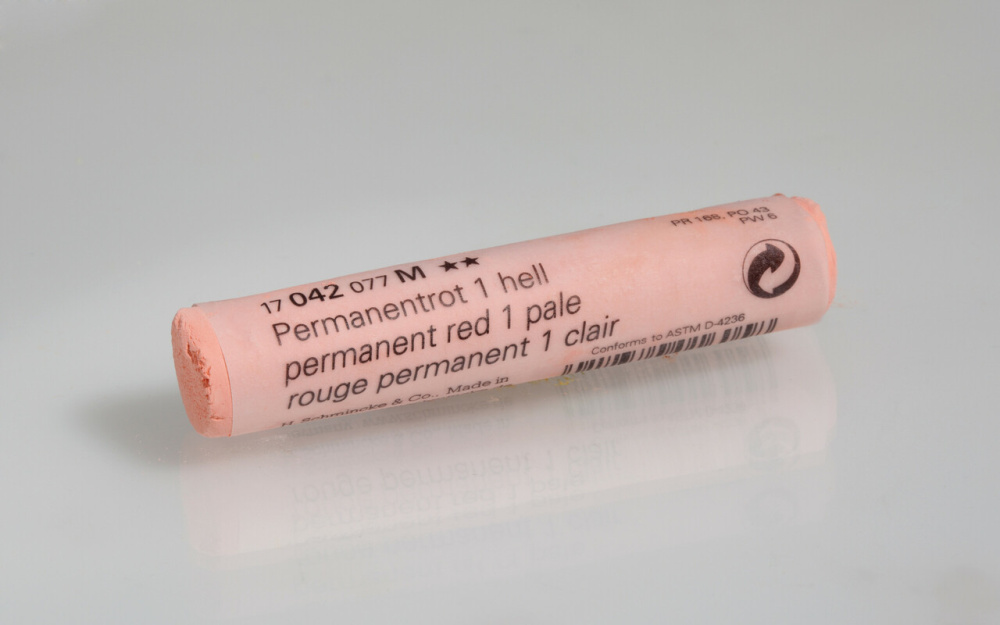 17 042 077 M ★★
Permanentrot 1 hell
permanent red 1 pale
rouge permanent 1 clair
H. Schmincke & Co., Made in
PR 188, PO 43
PW 6
Conforms to ASTM D-4236